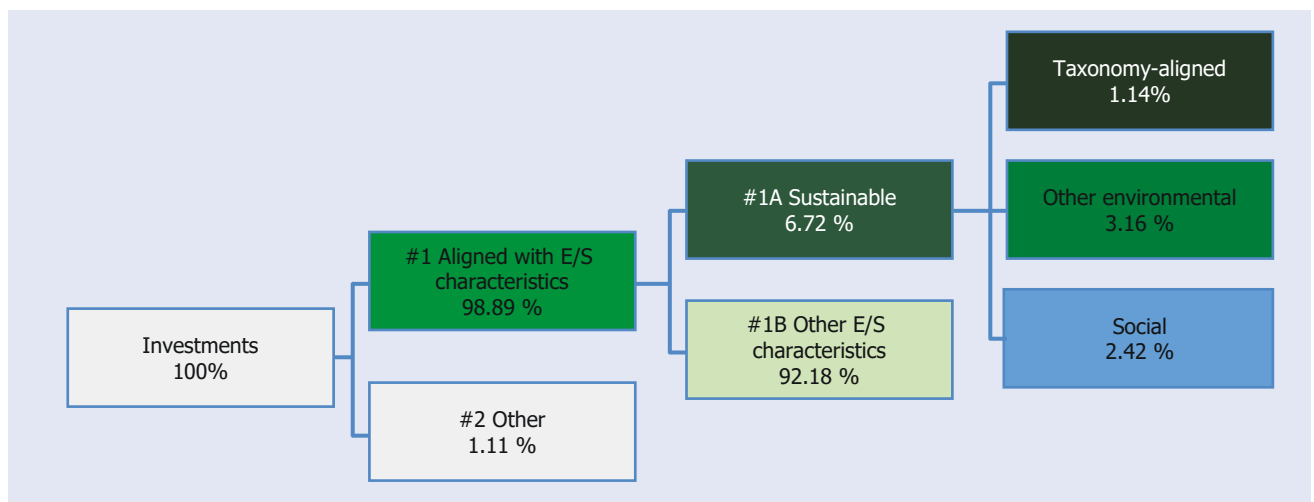 Investments
100%
#1 Aligned with E/S
characteristics
98.89 %
#2 Other
1.11 %
#1A Sustainable
6.72 %
#1B Other E/S
characteristics
92.18 %
Taxonomy-aligned
1.14%
Other environmental
3.16 %
Social
2.42 %